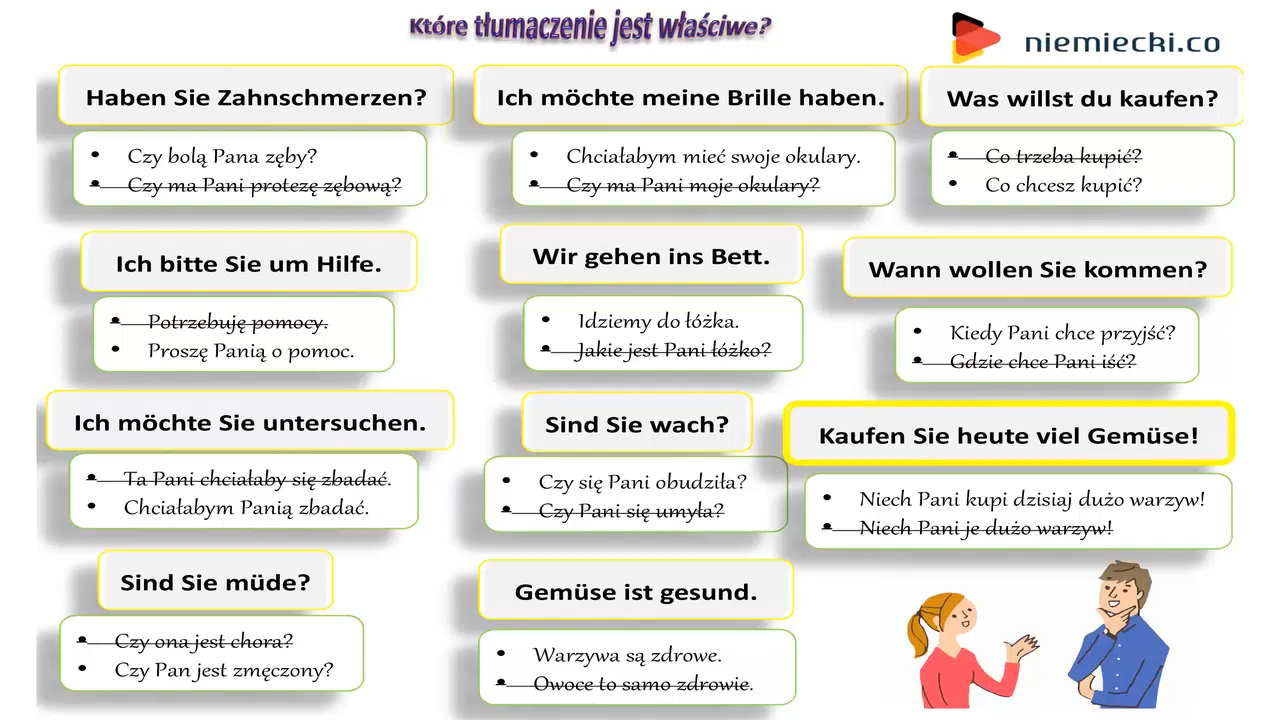 Które tłumaczenie jest właściwe?
niemiecki.co
Haben Sie Zahnschmerzen?
• Czy bolą Pana zęby?
• Czy ma Pani protezę zębową?
Ich möchte meine Brille haben.
• Chciałabym mieć swoje okulary.
• Czy ma Pani moje okulary?
Was willst du kaufen?
• Co trzeba kupić?
• Co chcesz kupić?
Ich bitte Sie um Hilfe.
• Potrzebuję pomocy.
• Proszę Panią o pomoc.
Wir gehen ins Bett.
• Idziemy do łóżka.
• Jakie jest Pani łóżko?
Wann wollen Sie kommen?
• Kiedy Pani chce przyjść?
• Gdzie chce Pani iść?
Ich möchte Sie untersuchen.
• Ta Pani chciałaby się zbadać.
• Chciałabym Panią zbadać.
Sind Sie wach?
• Czy się Pani obudziła?
• Czy Pani się umyła?
Kaufen Sie heute viel Gemüse!
• Niech Pani kupi dzisiaj dużo warzyw!
• Niech Pani je dużo warzyw!
Sind Sie müde?
• Czy ona jest chora?
• Czy Pan jest zmęczony?
Gemüse ist gesund.
• Warzywa są zdrowe.
• Owoce to samo zdrowie.